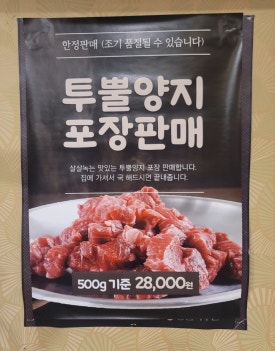 한정판매 (조기 품절될 수 있습니다)
투뿔양지
포장판매
살살녹는 맛있는 투뿔양지 포장 판매합니다.
집에 가셔서 국 해드시면 끝내줍니다.
500g 기준 28,000원